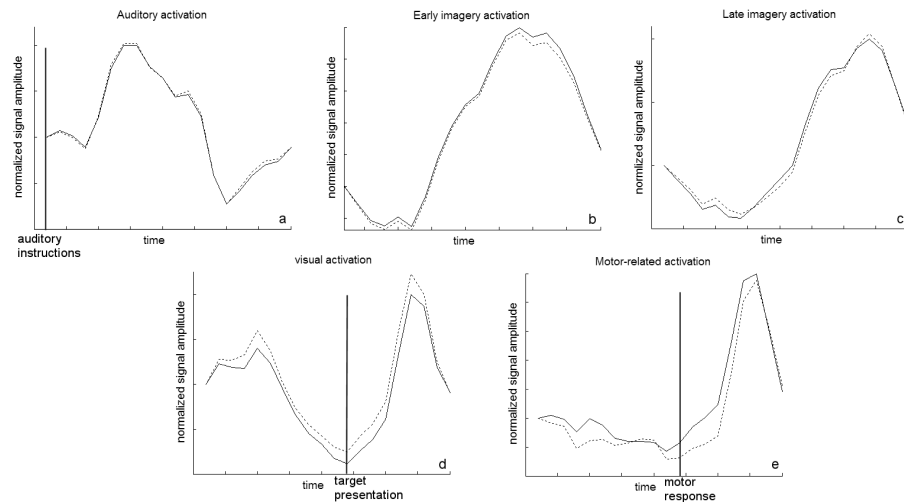 Auditory activation
normalized signal amplitude
a
auditory
instructions
time
Early imagery activation
normalized signal amplitude
b
time
Late imagery activation
normalized signal amplitude
c
time
visual activation
normalized signal amplitude
d
time
target
presentation
Motor-related activation
normalized signal amplitude
e
time
motor
response